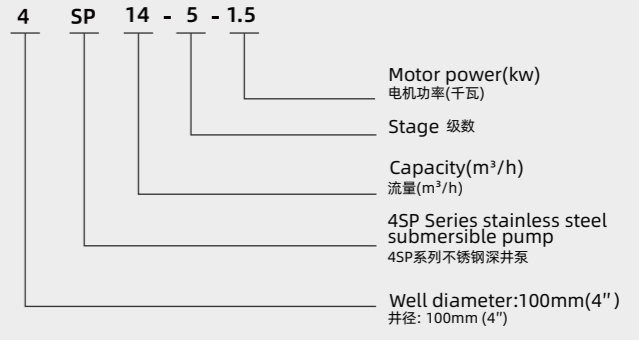 4 SP 14 - 5 - 1.5
Motor power(kw)
电机功率(千瓦)
Stage 级数
Capacity(m³/h)
流量(m³/h)
4SP Series stainless steel
submersible pump
4SP系列不锈钢深井泵
Well diameter:100mm(4")
井径: 100mm (4")